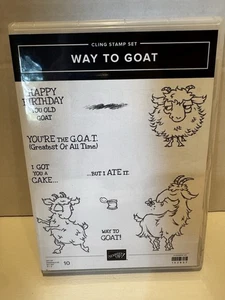 CLING STAMP SET
WAY TO GOAT
HAPPY
BIRTHDAY
YOU OLD
GOAT
YOU'RE THE G.O.A.T.
(Greatest Of All Time)
I GOT
YOU A
CAKE...
...BUT I ATE IT.
WAY TO
GOAT!
10